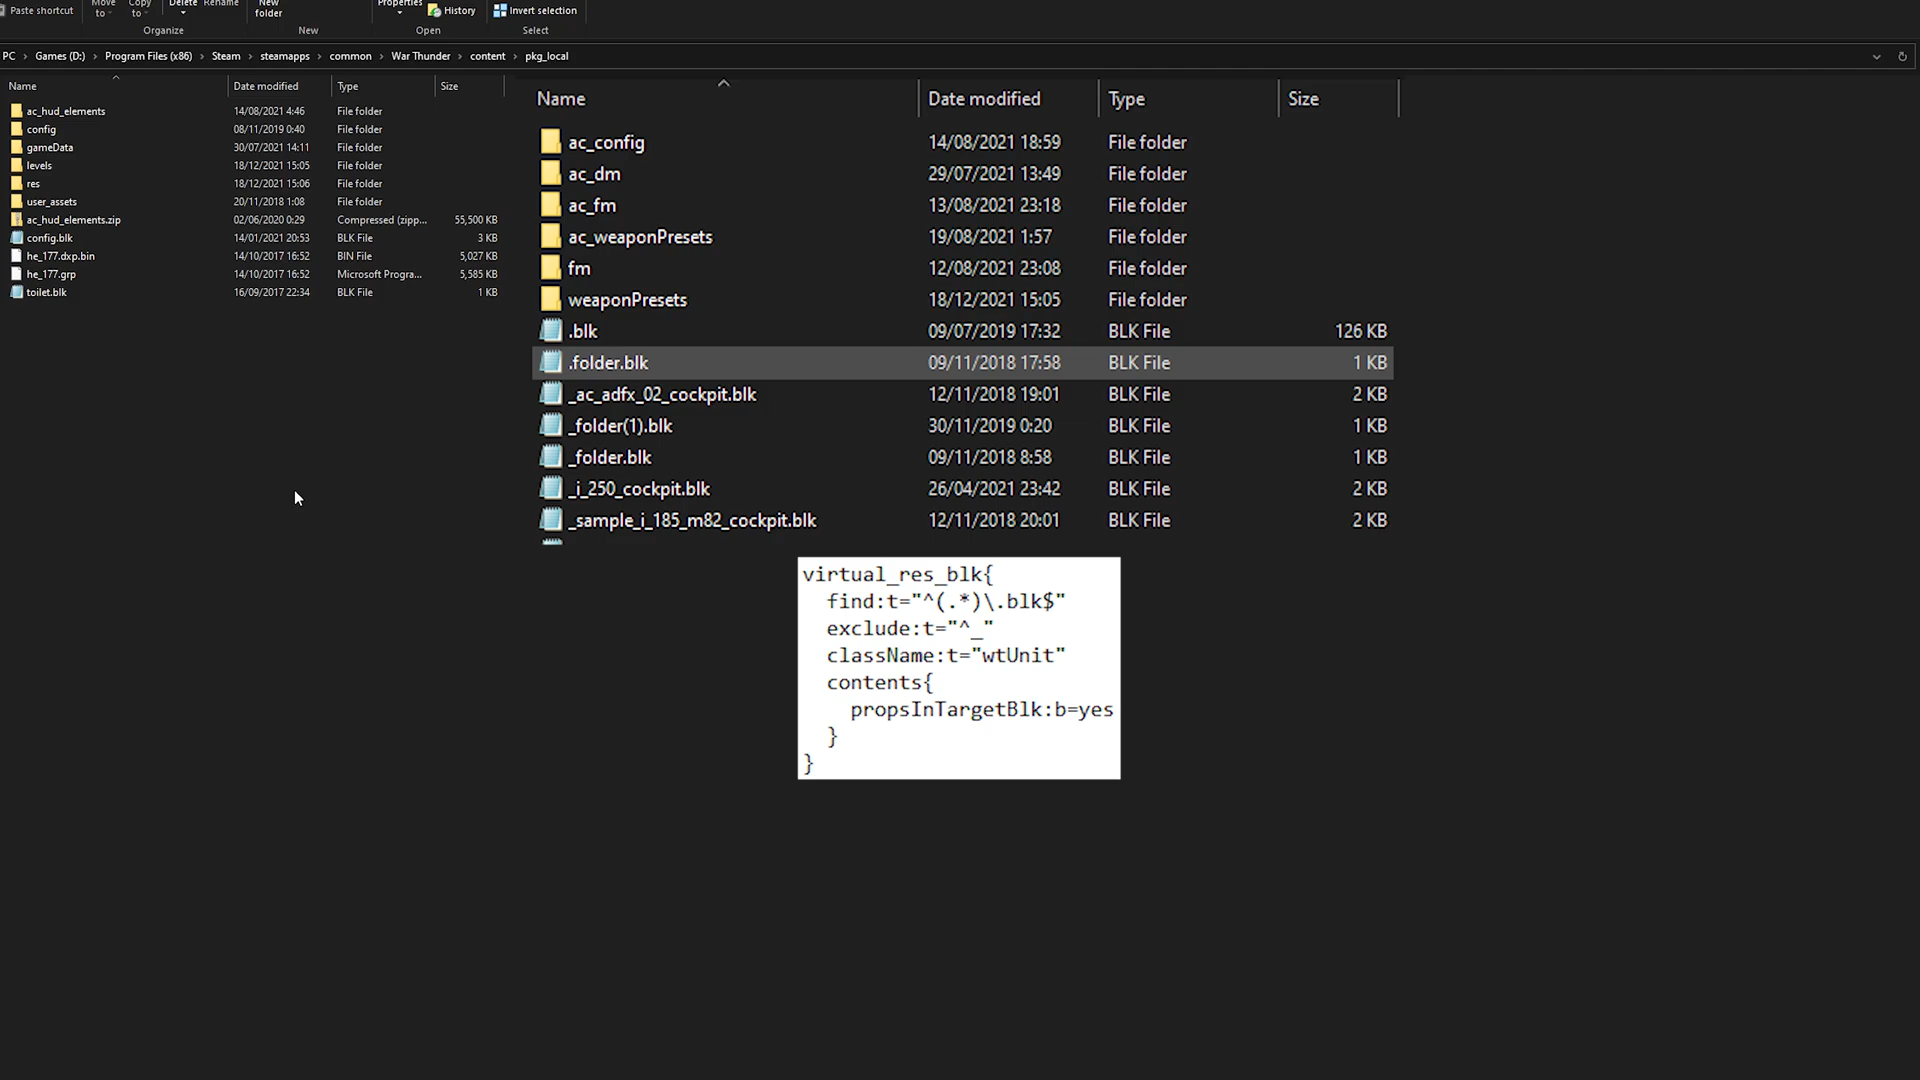 Paste shortcut
Move to
Copy to
Delete
Rename
New folder
Properties
History
Invert selection
Organize
New
Open
Select
PC > Games (D:) > Program Files (x86) > Steam > steamapps > common > War Thunder > content > pkg_local
Name Date modified Type Size
ac_hud_elements 14/08/2021 4:46 File folder
config 08/11/2019 0:40 File folder
gameData 30/07/2021 14:11 File folder
levels 18/12/2021 15:05 File folder
res 18/12/2021 15:06 File folder
user_assets 20/11/2018 1:08 File folder
ac_hud_elements.zip 02/06/2020 0:29 Compressed (zipp... 55,500 KB
config.blk 14/01/2021 20:53 BLK File 3 KB
he_177.dxp.bin 14/10/2017 16:52 BIN File 5,027 KB
he_177.grp 14/10/2017 16:52 Microsoft Progra... 5,585 KB
toilet.blk 16/09/2017 22:34 BLK File 1 KB
Name Date modified Type Size
ac_config 14/08/2021 18:59 File folder
ac_dm 29/07/2021 13:49 File folder
ac_fm 13/08/2021 23:18 File folder
ac_weaponPresets 19/08/2021 1:57 File folder
fm 12/08/2021 23:08 File folder
weaponPresets 18/12/2021 15:05 File folder
.blk 09/07/2019 17:32 BLK File 126 KB
.folder.blk 09/11/2018 17:58 BLK File 1 KB
_ac_adfx_02_cockpit.blk 12/11/2018 19:01 BLK File 2 KB
_folder(1).blk 30/11/2019 0:20 BLK File 1 KB
_folder.blk 09/11/2018 8:58 BLK File 1 KB
_i_250_cockpit.blk 26/04/2021 23:42 BLK File 2 KB
_sample_i_185_m82_cockpit.blk 12/11/2018 20:01 BLK File 2 KB
virtual_res_blk{
find:t="^(.*)\.blk$"
exclude:t="^_"
className:t="wtUnit"
contents{
propsInTargetBlk:b=yes
}
}